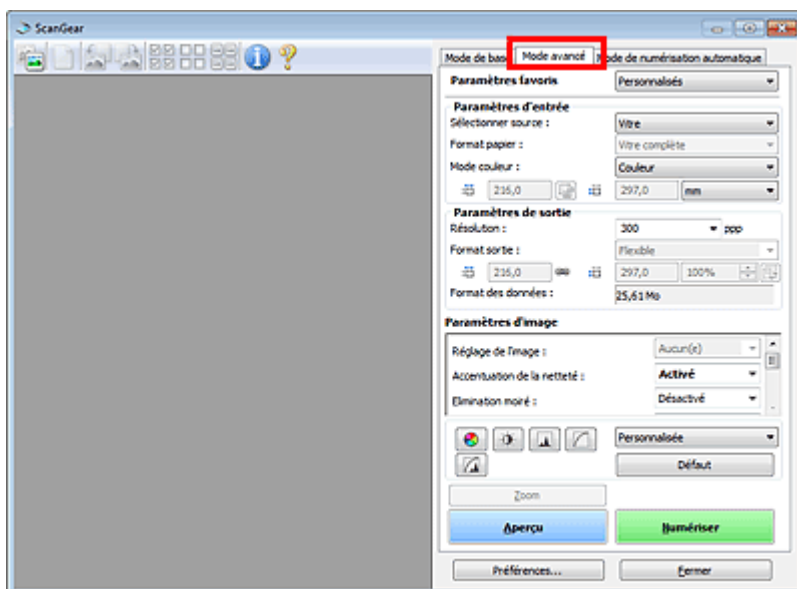 ScanGear
Mode de base Mode avancé Mode de numérisation automatique
Paramètres favoris Personnalisés
Paramètres d'entrée
Sélectionner source : Vitre
Format papier : Vitre complète
Mode couleur : Couleur
216,0 297,0 mm
Paramètres de sortie
Résolution : 300 ppp
Format sortie : Flexible
216,0 297,0 100%
Format des données : 25,61 Mo
Paramètres d'image
Réglage de l'image : Aucun(e)
Accentuation de la netteté : Activé
Elimination moiré : Désactivé
Personnalisée
Défaut
Zoom
Aperçu Numériser
Préférences... Fermer